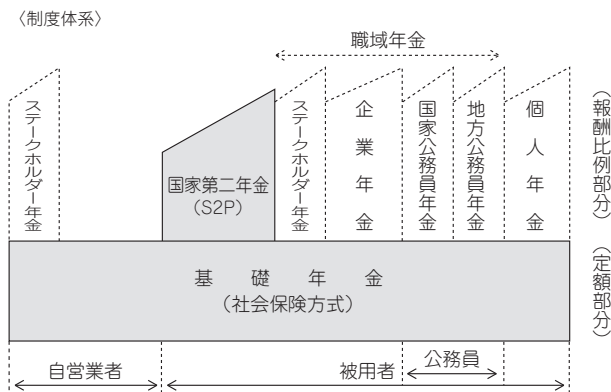 〈制度体系〉
職域年金
ステークホルダー年金
国家第二年金
（S2P）
ステークホルダー年金
企業年金
国家公務員年金
地方公務員年金
個人年金
（報酬比例部分）
基礎年金
（社会保険方式）
（定額部分）
自営業者
被用者
公務員